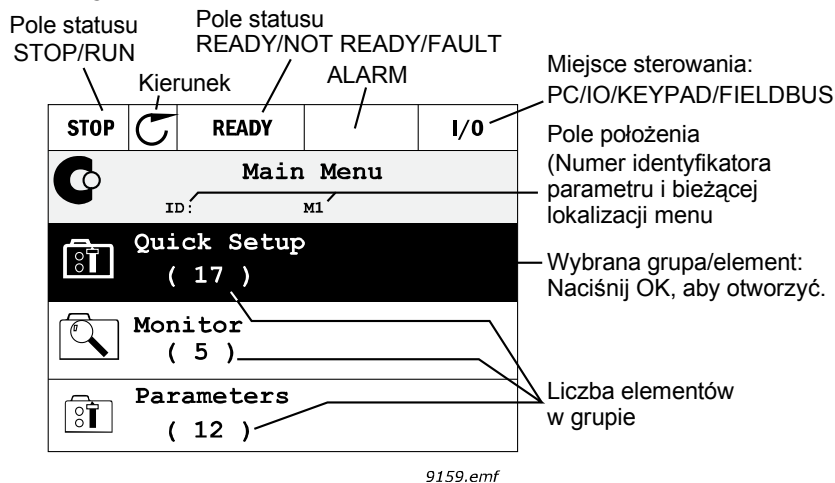 Pole statusu
STOP/RUN
Kierunek
Pole statusu
READY/NOT READY/FAULT
ALARM
Miejsce sterowania:
PC/IO/KEYPAD/FIELDBUS
STOP
READY
I/O
Main Menu
ID:
M1
Pole położenia
(Numer identyfikatora
parametru i bieżącej
lokalizacji menu
Quick Setup
( 17 )
Wybrana grupa/element:
Naciśnij OK, aby otworzyć.
Monitor
( 5 )
Parameters
( 12 )
Liczba elementów
w grupie
9159.emf